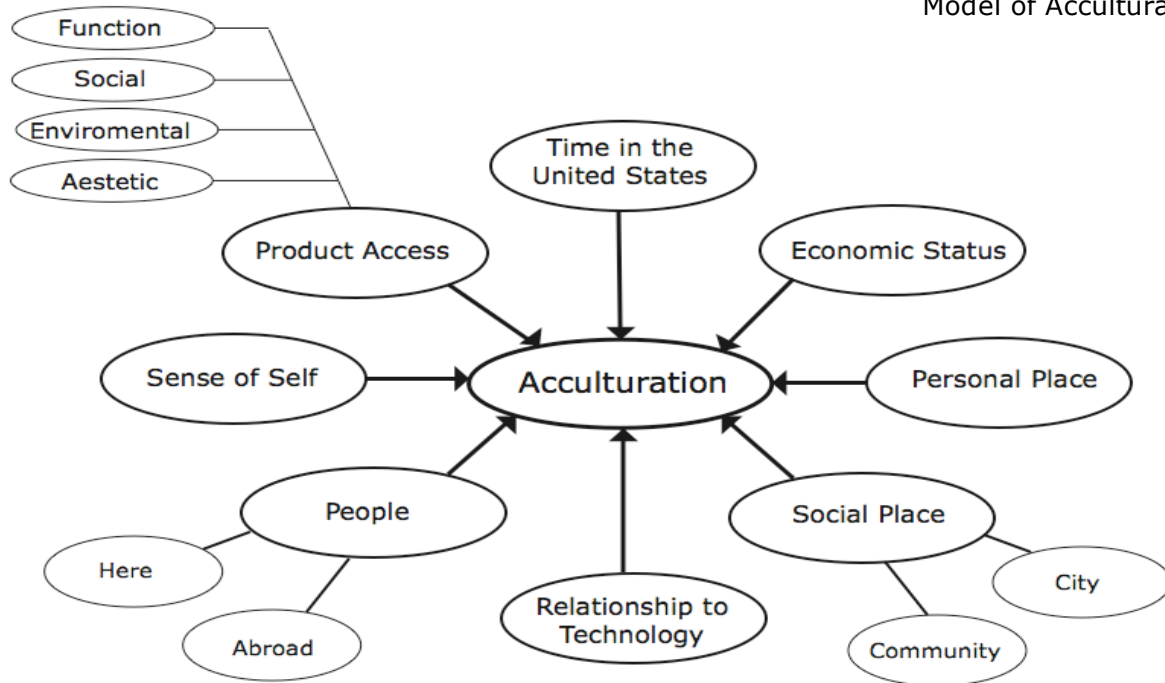 Model of Accultura
Function
Social
Enviromental
Aestetic
Time in the
United States
Product Access
Economic Status
Sense of Self
Acculturation
Personal Place
People
Social Place
Here
Abroad
Relationship to
Technology
City
Community